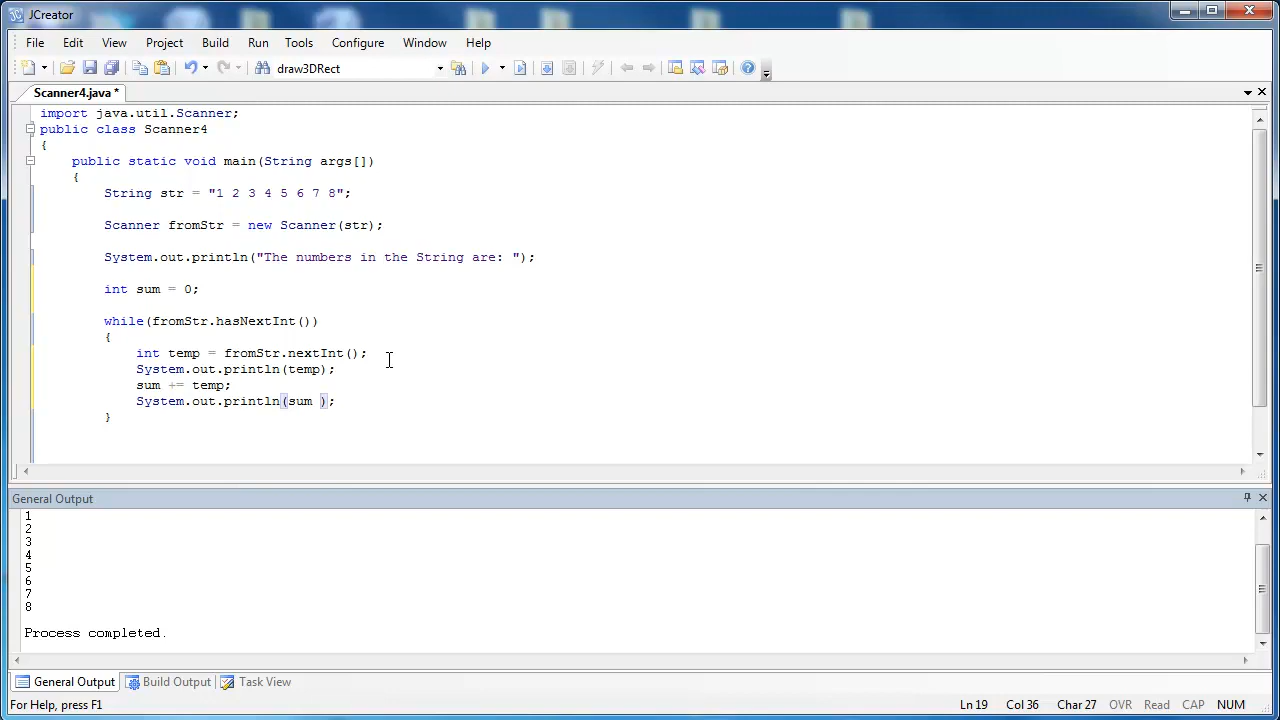 JCreator
File Edit View Project Build Run Tools Configure Window Help
draw3DRect
Scanner4.java *
import java.util.Scanner;
public class Scanner4
{
public static void main(String args[])
{
String str = "1 2 3 4 5 6 7 8";
Scanner fromStr = new Scanner(str);
System.out.println("The numbers in the String are: ");
int sum = 0;
while(fromStr.hasNextInt())
{
int temp = fromStr.nextInt();
System.out.println(temp);
sum += temp;
System.out.println(sum );
}
General Output
1
2
3
4
5
6
7
8
Process completed.
General Output Build Output Task View
For Help, press F1 Ln 19 Col 36 Char 27 OVR Read CAP NUM